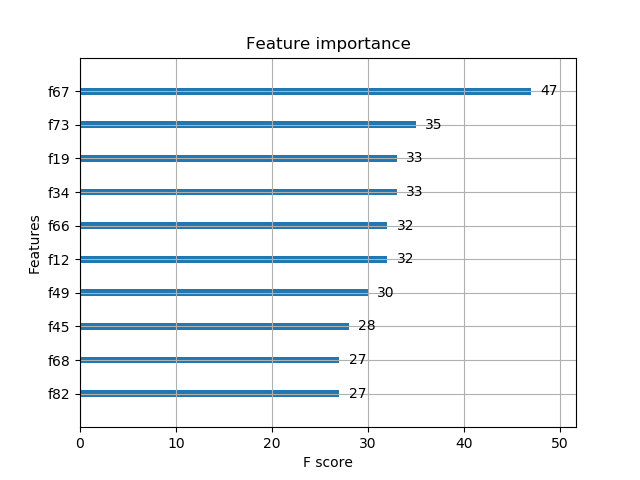 Feature importance
f67 47
f73 35
f19 33
f34 33
f66 32
f12 32
f49 30
f45 28
f68 27
f82 27
Features
0 10 20 30 40 50
F score